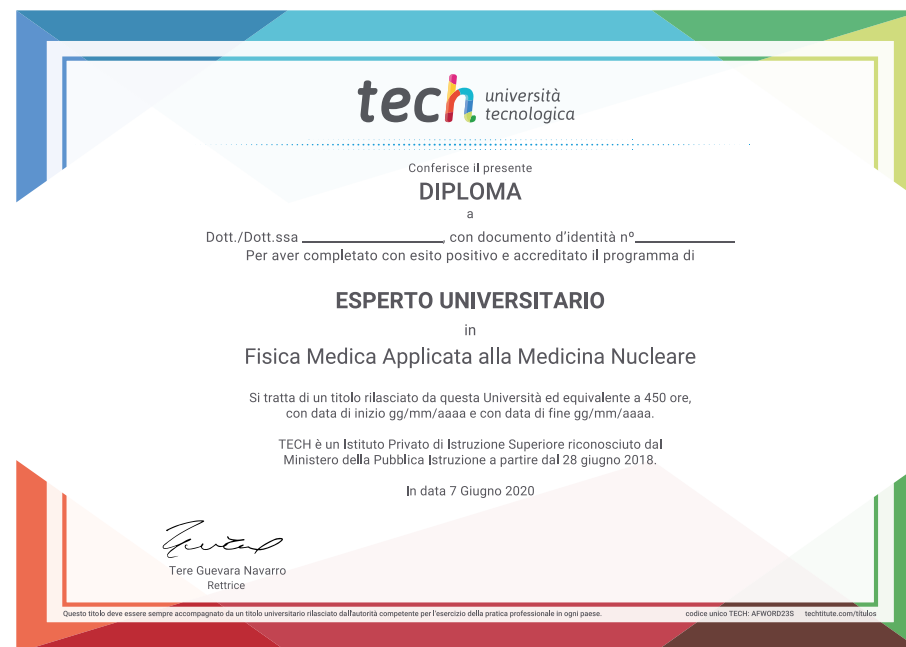 tech università
tecnologica
Conferisce il presente
DIPLOMA
a
Dott./Dott.ssa ____________________, con documento d'identità nº______________
Per aver completato con esito positivo e accreditato il programma di
ESPERTO UNIVERSITARIO
in
Fisica Medica Applicata alla Medicina Nucleare
Si tratta di un titolo rilasciato da questa Università ed equivalente a 450 ore,
con data di inizio gg/mm/aaaa e con data di fine gg/mm/aaaa.
TECH è un Istituto Privato di Istruzione Superiore riconosciuto dal
Ministero della Pubblica Istruzione a partire dal 28 giugno 2018.
In data 7 Giugno 2020
Tere Guevara Navarro
Rettrice
Questo titolo deve essere sempre accompagnato da un titolo universitario rilasciato dall'autorità competente per l'esercizio della pratica professionale in ogni paese. codice unico TECH: AFWORD23S techtitute.com/titulos